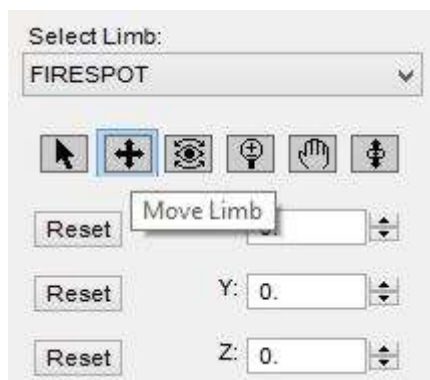 Select Limb:
FIRESPOT
Move Limb
Reset
Reset Y: 0.
Reset Z: 0.